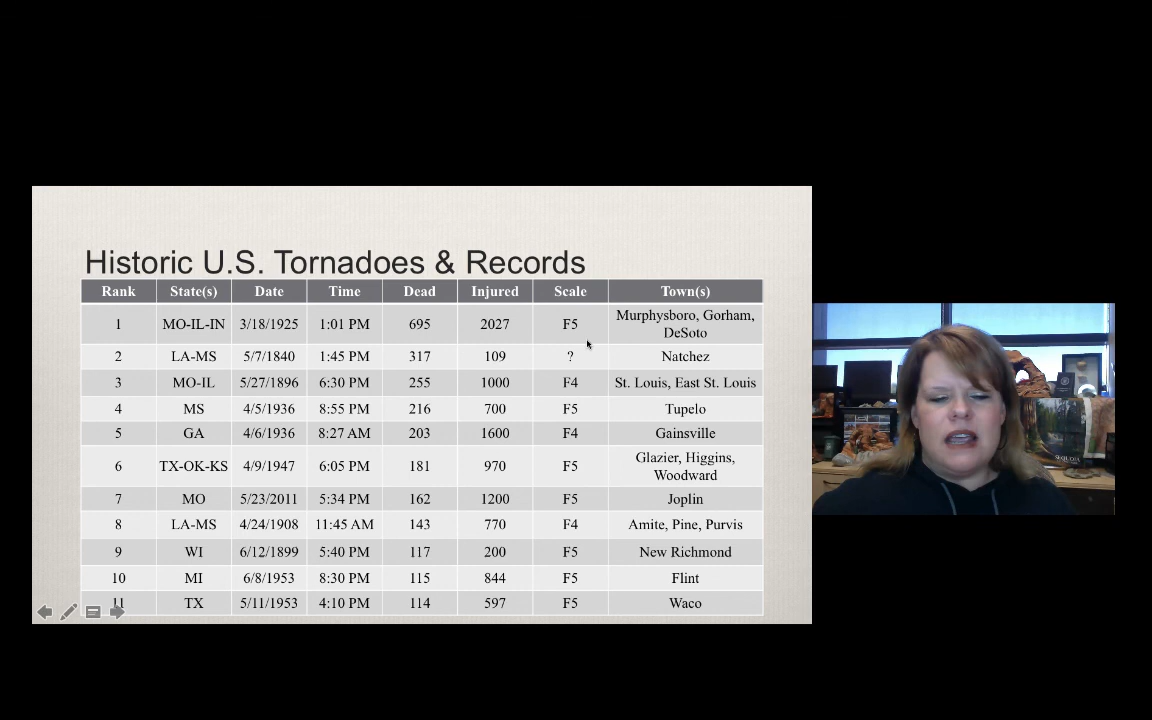 Historic U.S. Tornadoes & Records
Rank State(s) Date Time Dead Injured Scale Town(s)
1 MO-IL-IN 3/18/1925 1:01 PM 695 2027 F5 Murphysboro, Gorham,
DeSoto
2 LA-MS 5/7/1840 1:45 PM 317 109 ? Natchez
3 MO-IL 5/27/1896 6:30 PM 255 1000 F4 St. Louis, East St. Louis
4 MS 4/5/1936 8:55 PM 216 700 F5 Tupelo
5 GA 4/6/1936 8:27 AM 203 1600 F4 Gainsville
6 TX-OK-KS 4/9/1947 6:05 PM 181 970 F5 Glazier, Higgins,
Woodward
7 MO 5/23/2011 5:34 PM 162 1200 F5 Joplin
8 LA-MS 4/24/1908 11:45 AM 143 770 F4 Amite, Pine, Purvis
9 WI 6/12/1899 5:40 PM 117 200 F5 New Richmond
10 MI 6/8/1953 8:30 PM 115 844 F5 Flint
11 TX 5/11/1953 4:10 PM 114 597 F5 Waco
SEQUOIA